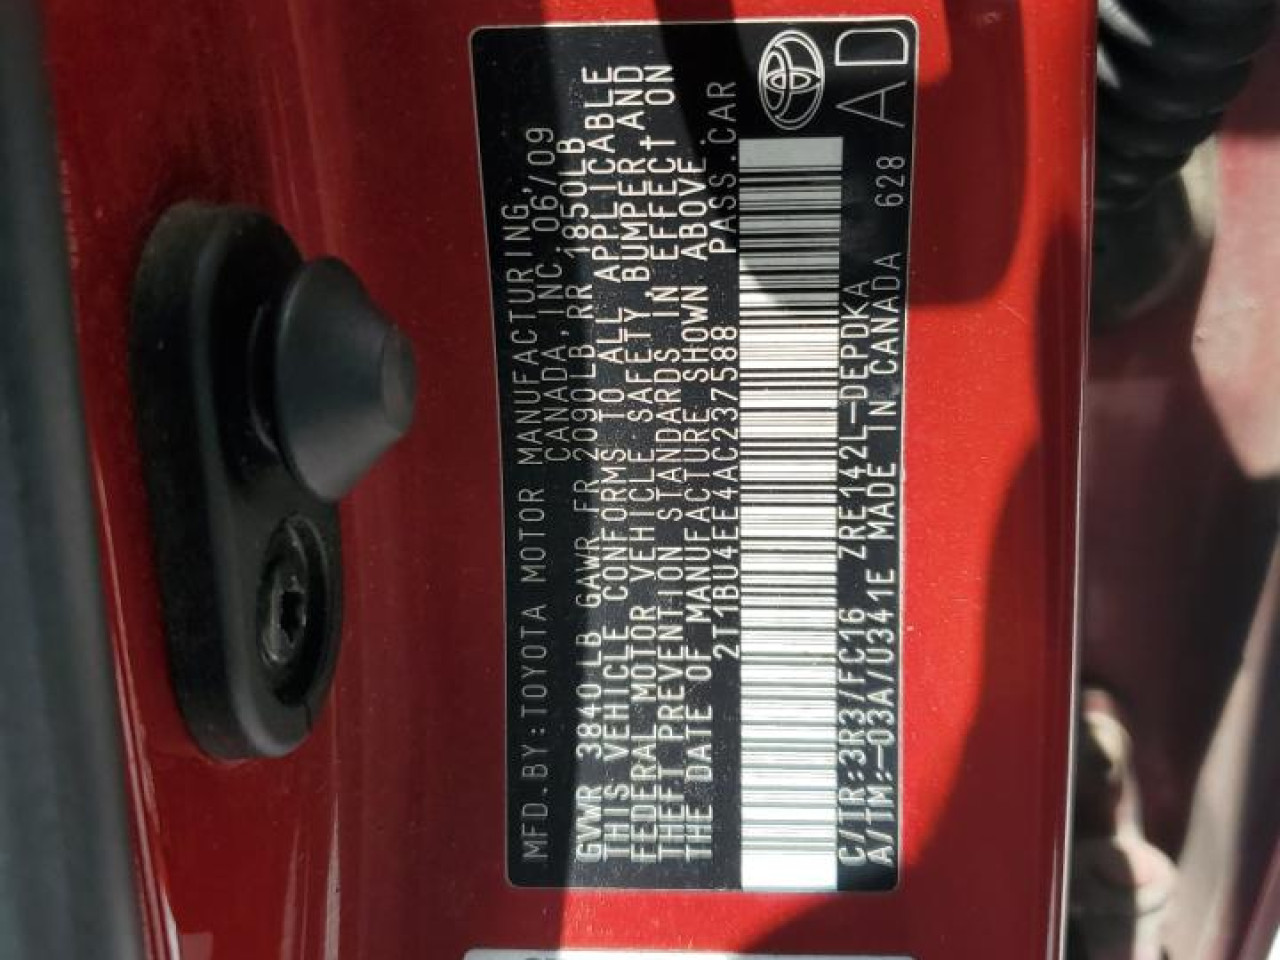 MFD.BY:TOYOTA MOTOR MANUFACTURING,
CANADA,INC. 06/09
GVWR 3840 LB GAWR FR 2090LB RR 1850LB
THIS VEHICLE CONFORMS TO ALL APPLICABLE
FEDERAL MOTOR VEHICLE SAFETY, BUMPER, AND
THEFT PREVENTION STANDARDS IN EFFECT ON
THE DATE OF MANUFACTURE SHOWN ABOVE.
2T1BU4EE4AC237588 PASS.CAR
C/TR:3R3/FC16 ZRE142L-DEPDKA
A/TM:-03A/U341E MADE IN CANADA 628
AD